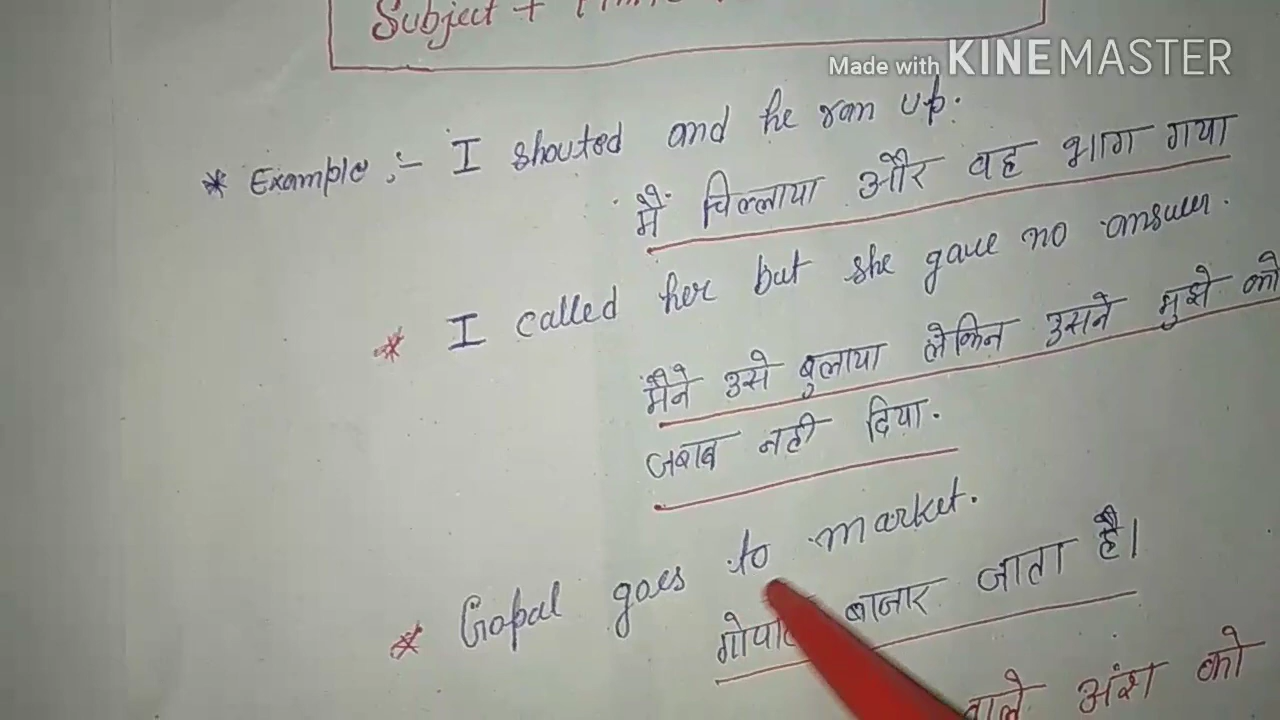 Subject +
Made with KINEMASTER
* Example :- I shouted and he ran up.
मैं चिल्लाया और वह भाग गया
* I called her but she gave no answer.
मैंने उसे बुलाया लेकिन उसने मुझे को
जवाब नही दिया.
* Gopal goes to market.
गोपाल बाजार जाता है।
वाले अंश को